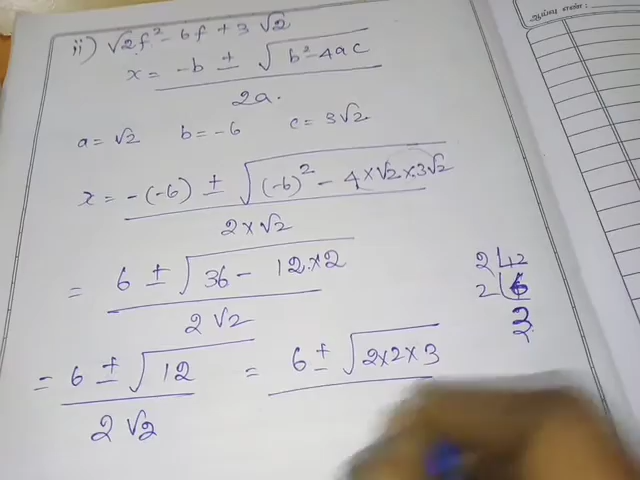 ii) √2f² - 6f + 3√2
x = -b ± √b² - 4ac
2a.
a = √2 b = -6 c = 3√2
x = -(-6) ± √(-6)² - 4×√2×3√2
2×√2
= 6 ± √36 - 12×2
2√2
= 6 ± √12 = 6 ± √2×2×3
2√2
2 12
2 6
3
ஆய்வு எண் :